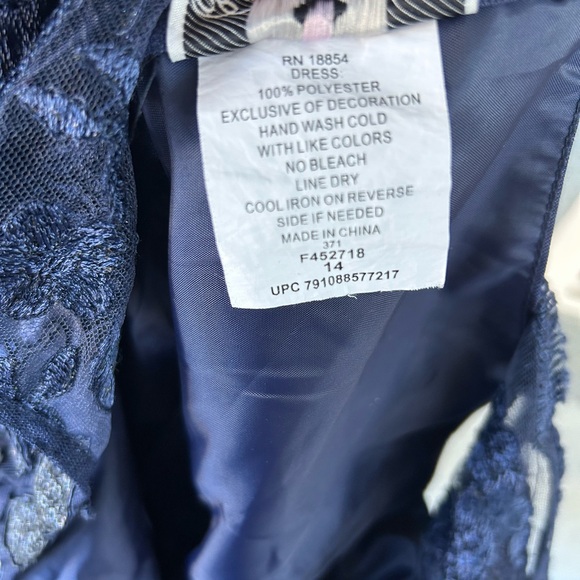 RN 18854
DRESS:
100% POLYESTER
EXCLUSIVE OF DECORATION
HAND WASH COLD
WITH LIKE COLORS
NO BLEACH
LINE DRY
COOL IRON ON REVERSE
SIDE IF NEEDED
MADE IN CHINA
371
F452718
14
UPC 791088577217